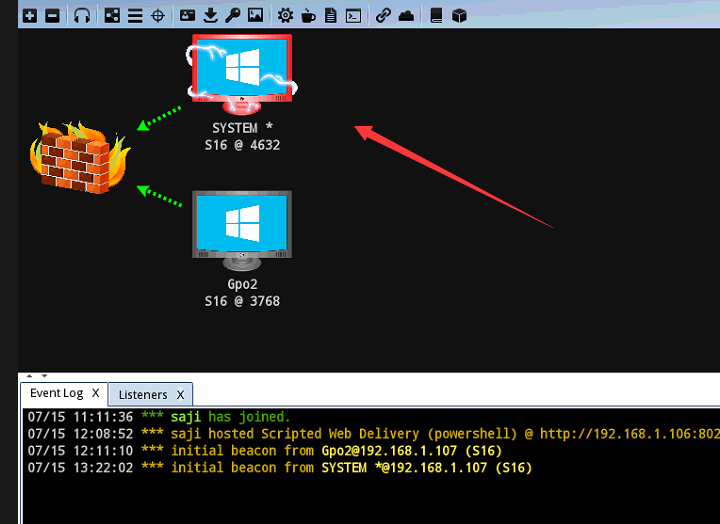 SYSTEM *
S16 @ 4632
Gpo2
S16 @ 3768
Event Log X
Listeners X
07/15 11:11:36 *** saji has joined.
07/15 12:08:52 *** saji hosted Scripted Web Delivery (powershell) @ http://192.168.1.106:802
07/15 12:11:10 *** initial beacon from Gpo2@192.168.1.107 (S16)
07/15 13:22:02 *** initial beacon from SYSTEM *@192.168.1.107 (S16)